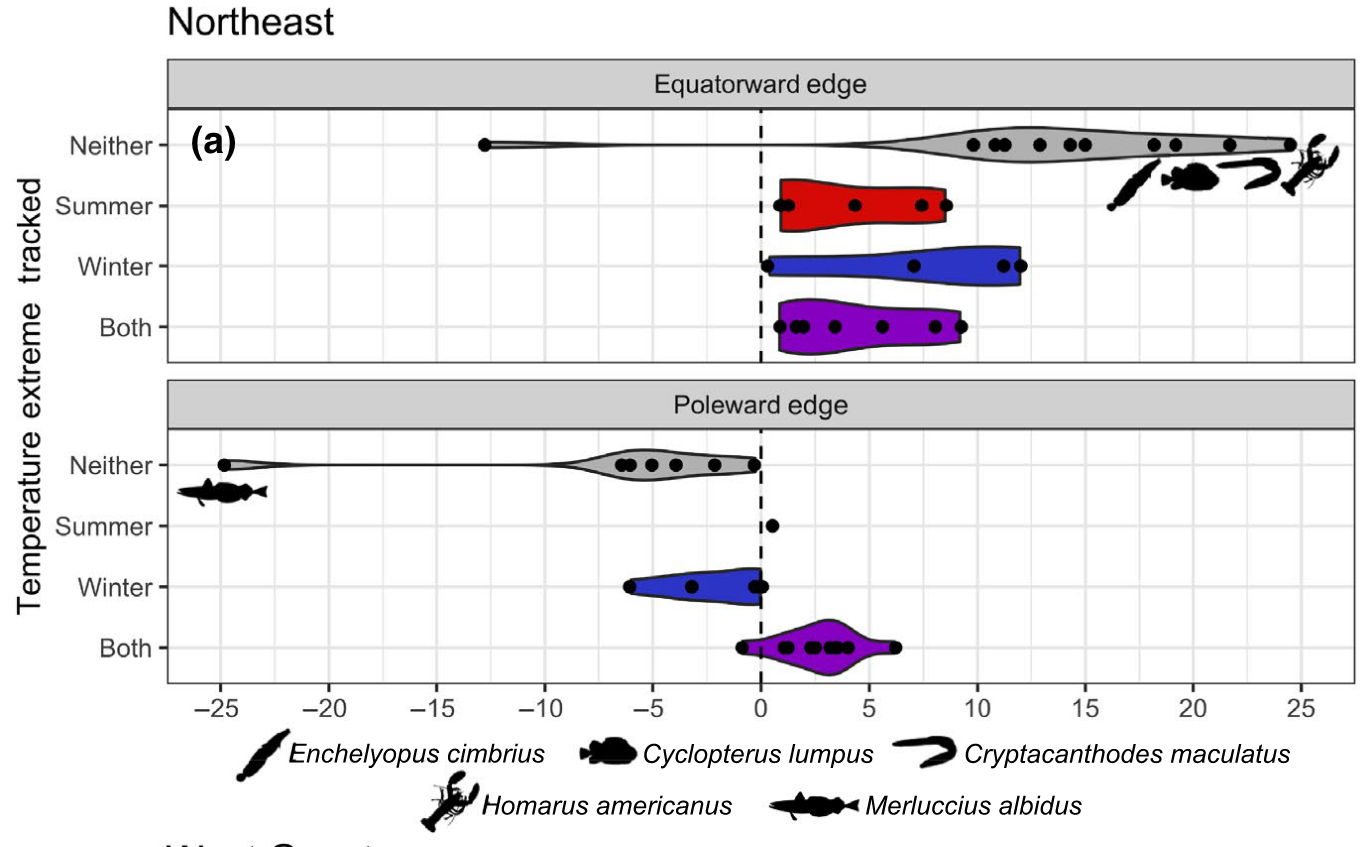 Northeast
Equatorward edge
(a)
Neither
Summer
Winter
Both
Temperature extreme tracked
Poleward edge
Neither
Summer
Winter
Both
−25 −20 −15 −10 −5 0 5 10 15 20 25
Enchelyopus cimbrius Cyclopterus lumpus Cryptacanthodes maculatus
Homarus americanus Merluccius albidus